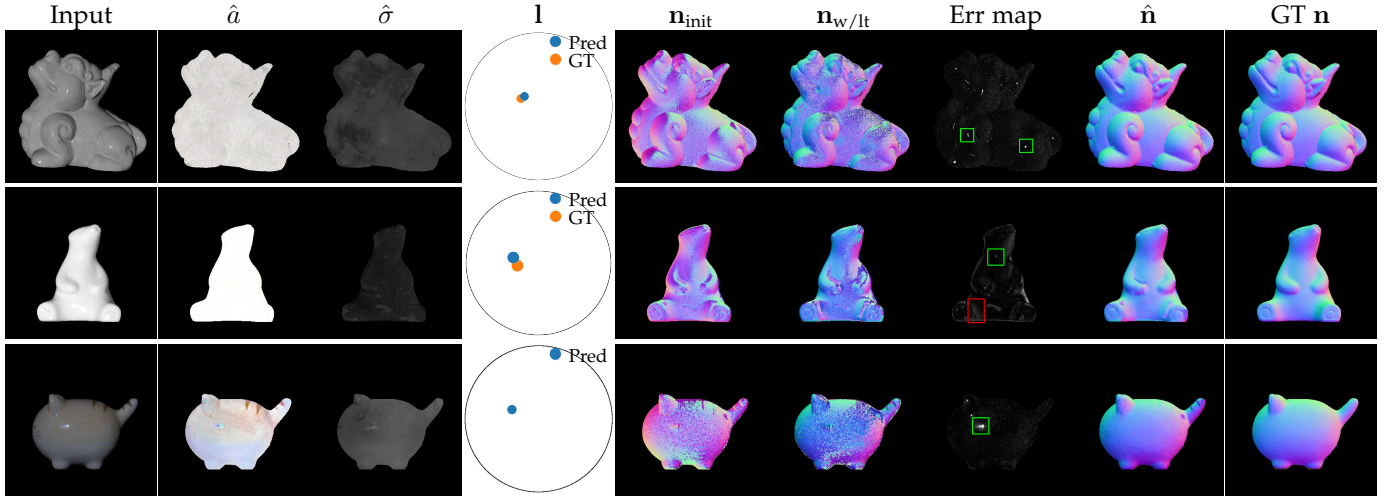 Input â σ̂ l n_init n_w/lt Err map n̂ GT n
Pred
GT
Pred
GT
Pred